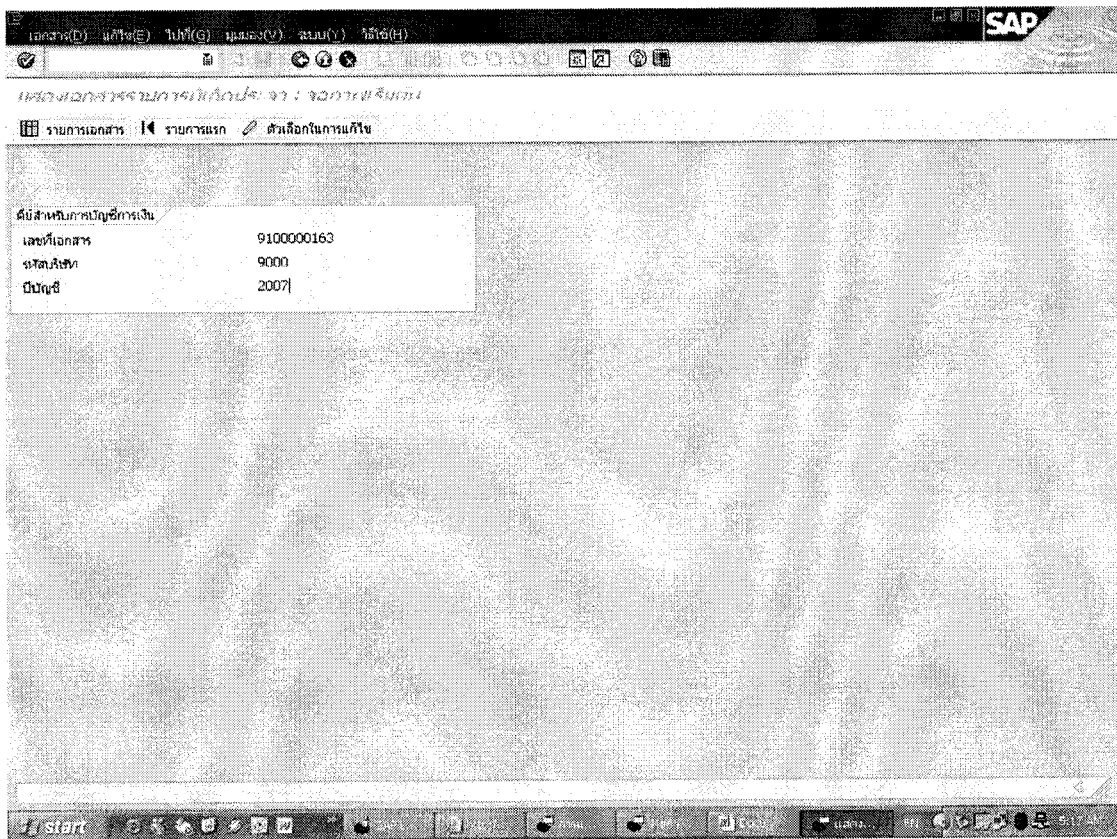 เอกสาร(D) แก้ไข(E) ไปที่(G) มุมมอง(V) ระบบ(Y) วิธีใช้(H)
SAP
แสดงเอกสารรายการที่เกิดประจำ : จอภาพเริ่มต้น
รายการเอกสาร รายการแรก ตัวเลือกในการแก้ไข
คีย์สำหรับการบัญชีการเงิน
เลขที่เอกสาร 9100000163
รหัสบริษัท 9000
ปีบัญชี 2007
start